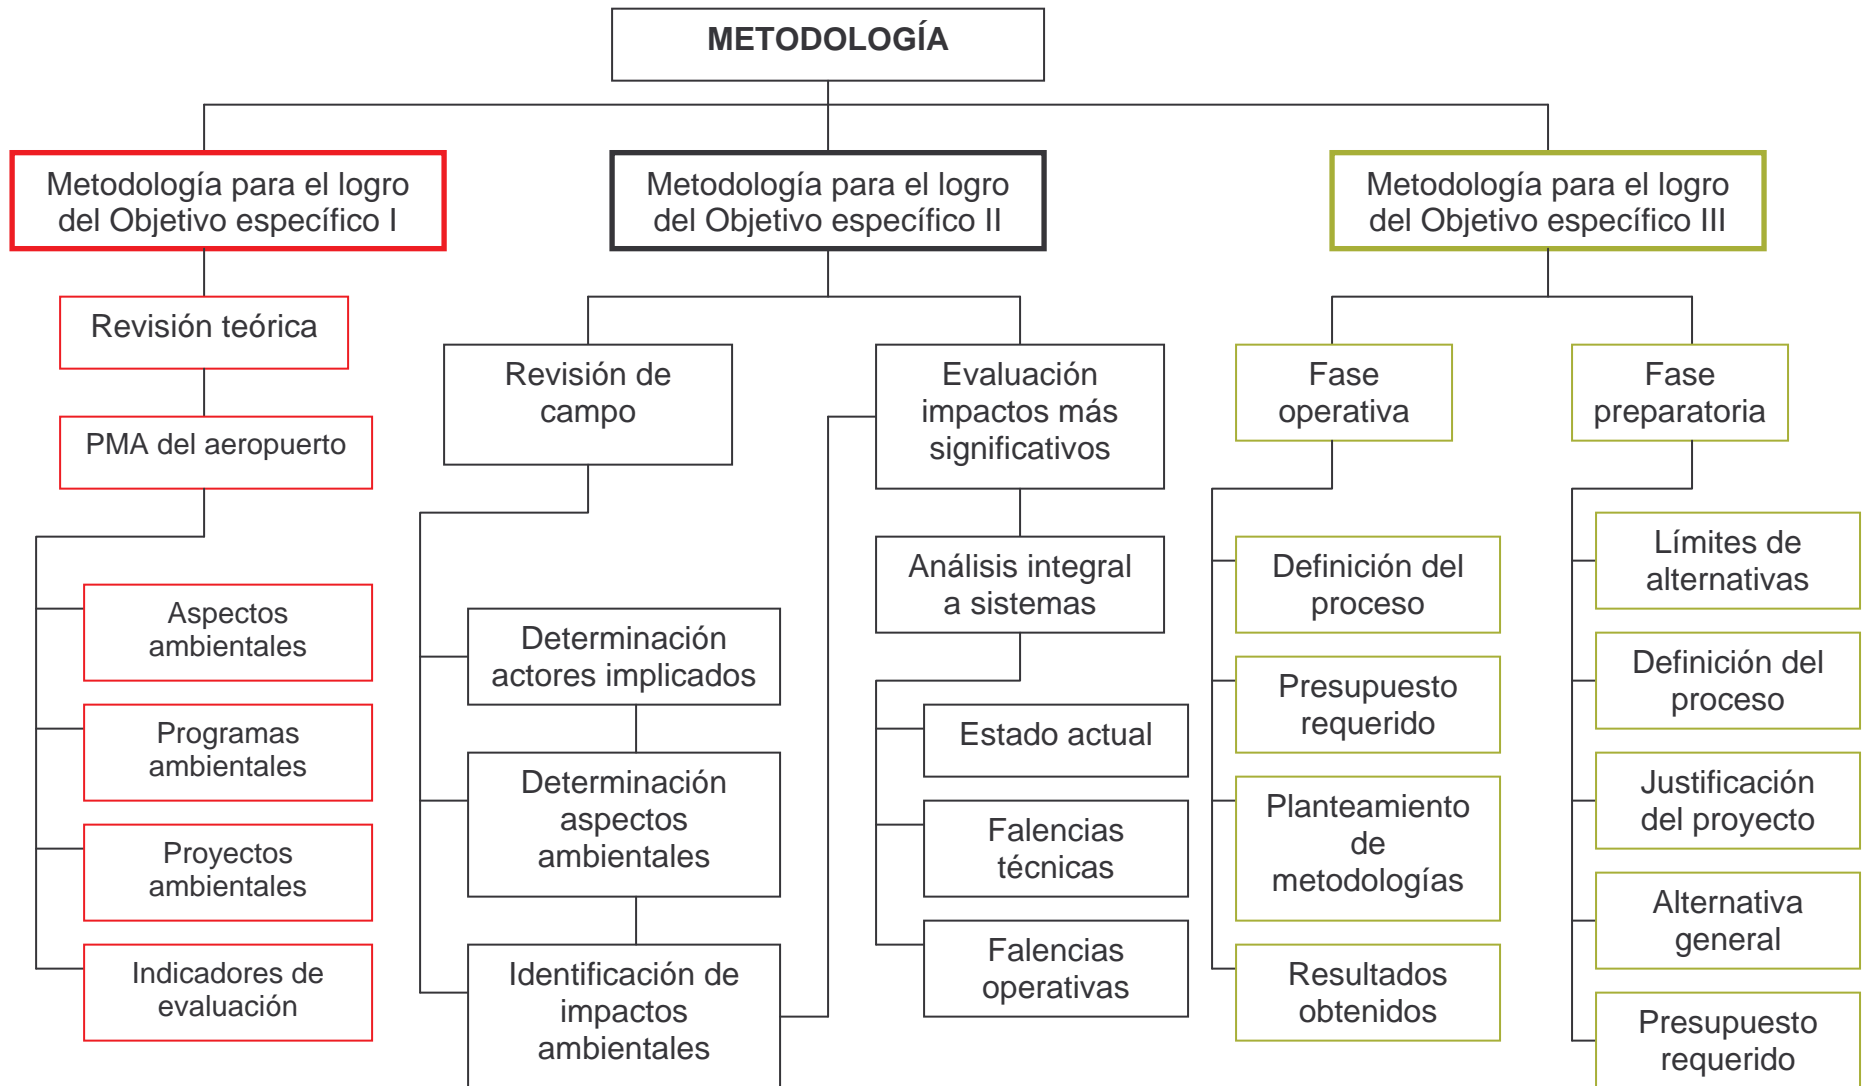 METODOLOGÍA
Metodología para el logro
del Objetivo específico I
Metodología para el logro
del Objetivo específico II
Metodología para el logro
del Objetivo específico III
Revisión teórica
PMA del aeropuerto
Aspectos
ambientales
Programas
ambientales
Proyectos
ambientales
Indicadores de
evaluación
Revisión de
campo
Determinación
actores implicados
Determinación
aspectos
ambientales
Identificación de
impactos
ambientales
Evaluación
impactos más
significativos
Análisis integral
a sistemas
Estado actual
Falencias
técnicas
Falencias
operativas
Fase
operativa
Definición del
proceso
Presupuesto
requerido
Planteamiento
de
metodologías
Resultados
obtenidos
Fase
preparatoria
Límites de
alternativas
Definición del
proceso
Justificación
del proyecto
Alternativa
general
Presupuesto
requerido